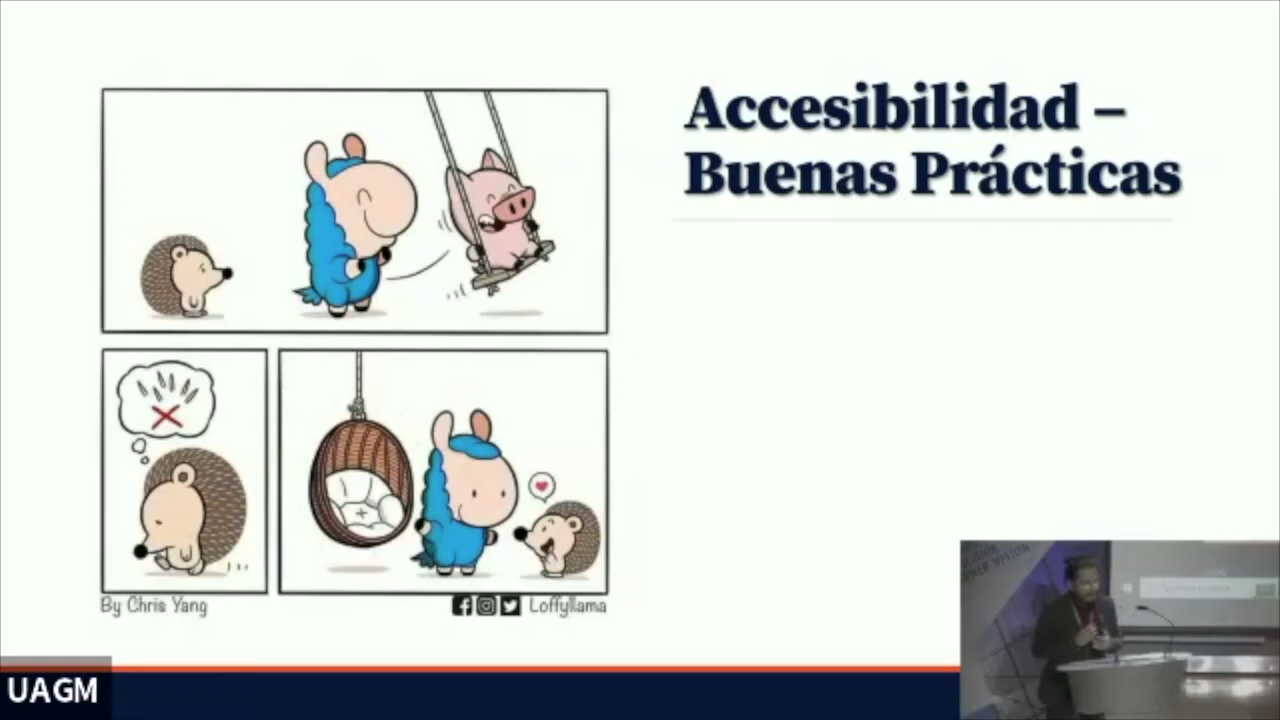 Accesibilidad –
Buenas Prácticas
By Chris Yang
Loffyllama
UAGM